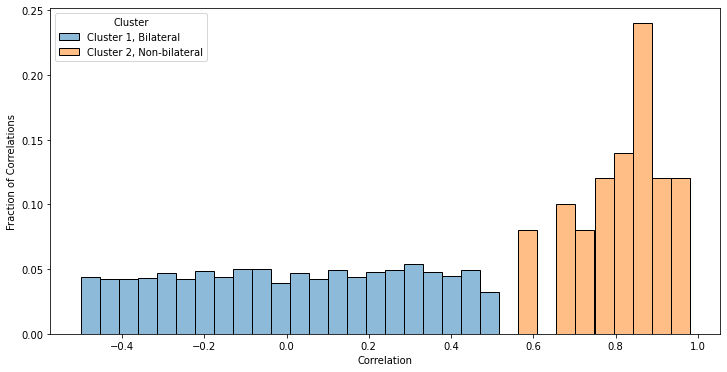 Cluster
Cluster 1, Bilateral
Cluster 2, Non-bilateral
0.25
0.20
0.15
0.10
0.05
0.00
Fraction of Correlations
−0.4 −0.2 0.0 0.2 0.4 0.6 0.8 1.0
Correlation